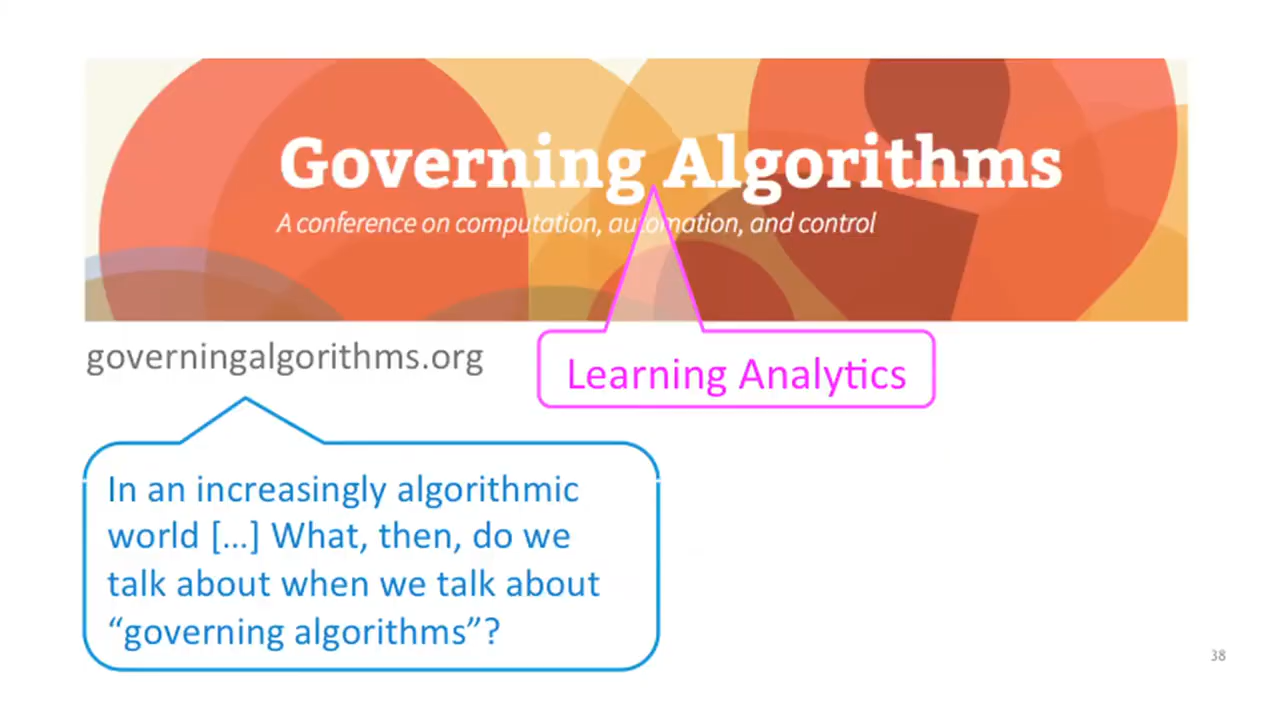 Governing Algorithms
A conference on computation, automation, and control
governingalgorithms.org
Learning Analytics
In an increasingly algorithmic
world [...] What, then, do we
talk about when we talk about
“governing algorithms”?
38